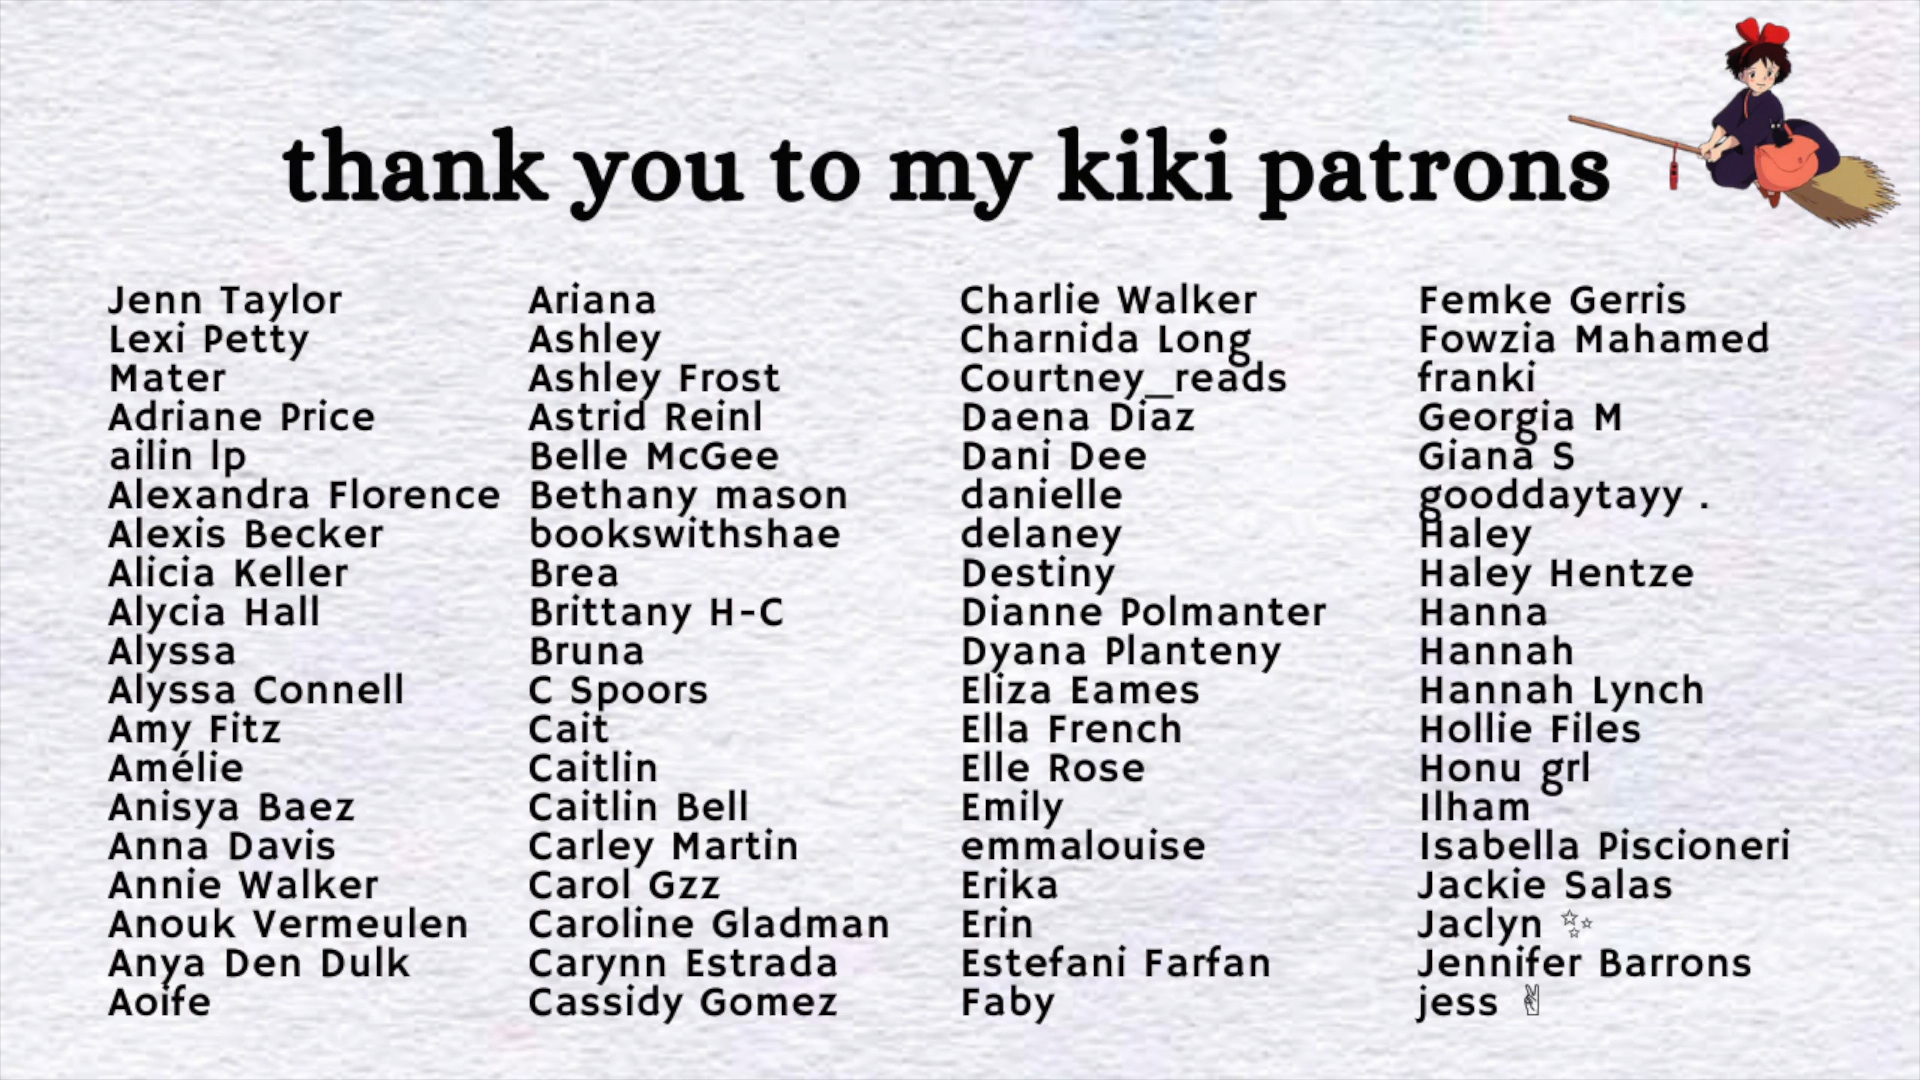 thank you to my kiki patrons
Jenn Taylor
Lexi Petty
Mater
Adriane Price
ailin lp
Alexandra Florence
Alexis Becker
Alicia Keller
Alycia Hall
Alyssa
Alyssa Connell
Amy Fitz
Amélie
Anisya Baez
Anna Davis
Annie Walker
Anouk Vermeulen
Anya Den Dulk
Aoife
Ariana
Ashley
Ashley Frost
Astrid Reinl
Belle McGee
Bethany mason
bookswithshae
Brea
Brittany H-C
Bruna
C Spoors
Cait
Caitlin
Caitlin Bell
Carley Martin
Carol Gzz
Caroline Gladman
Carynn Estrada
Cassidy Gomez
Charlie Walker
Charnida Long
Courtney_reads
Daena Diaz
Dani Dee
danielle
delaney
Destiny
Dianne Polmanter
Dyana Planteny
Eliza Eames
Ella French
Elle Rose
Emily
emmalouise
Erika
Erin
Estefani Farfan
Faby
Femke Gerris
Fowzia Mahamed
franki
Georgia M
Giana S
gooddaytayy .
Haley
Haley Hentze
Hanna
Hannah
Hannah Lynch
Hollie Files
Honu grl
Ilham
Isabella Piscioneri
Jackie Salas
Jaclyn ✨
Jennifer Barrons
jess ✌